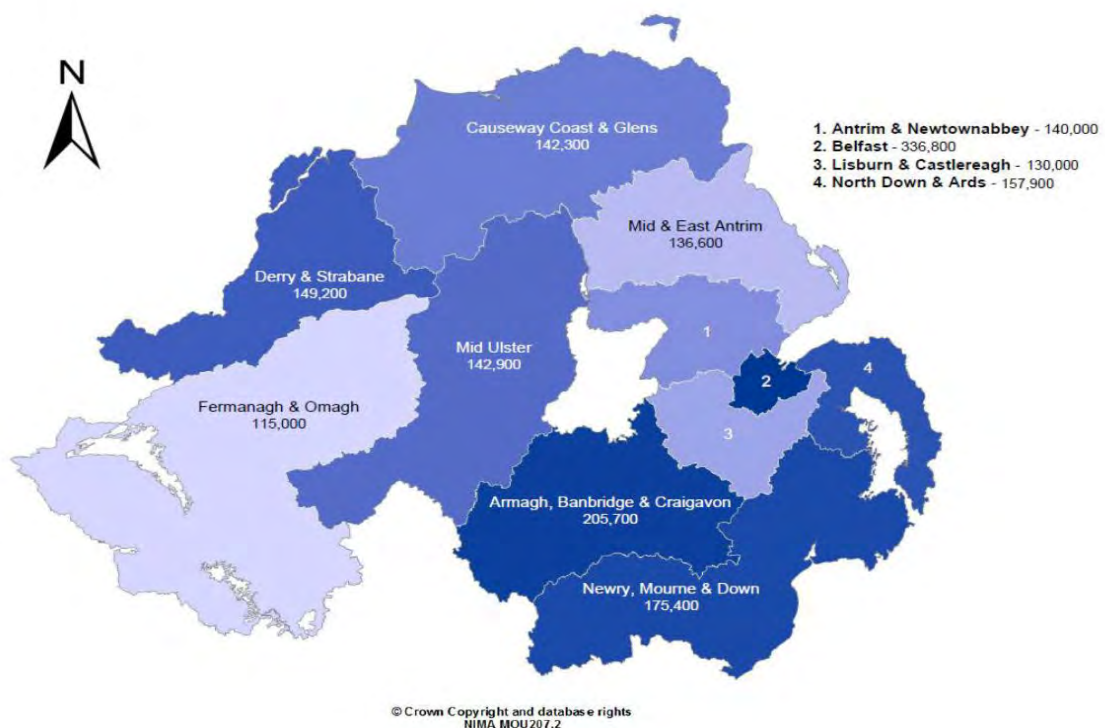 N
Causeway Coast & Glens
142,300
1. Antrim & Newtownabbey - 140,000
2. Belfast - 336,800
3. Lisburn & Castlereagh - 130,000
4. North Down & Ards - 157,900
Mid & East Antrim
136,600
Derry & Strabane
149,200
1
Mid Ulster
142,900
4
2
Fermanagh & Omagh
115,000
3
Armagh, Banbridge & Craigavon
205,700
Newry, Mourne & Down
175,400
© Crown Copyright and database rights
NIMA MOU207.2